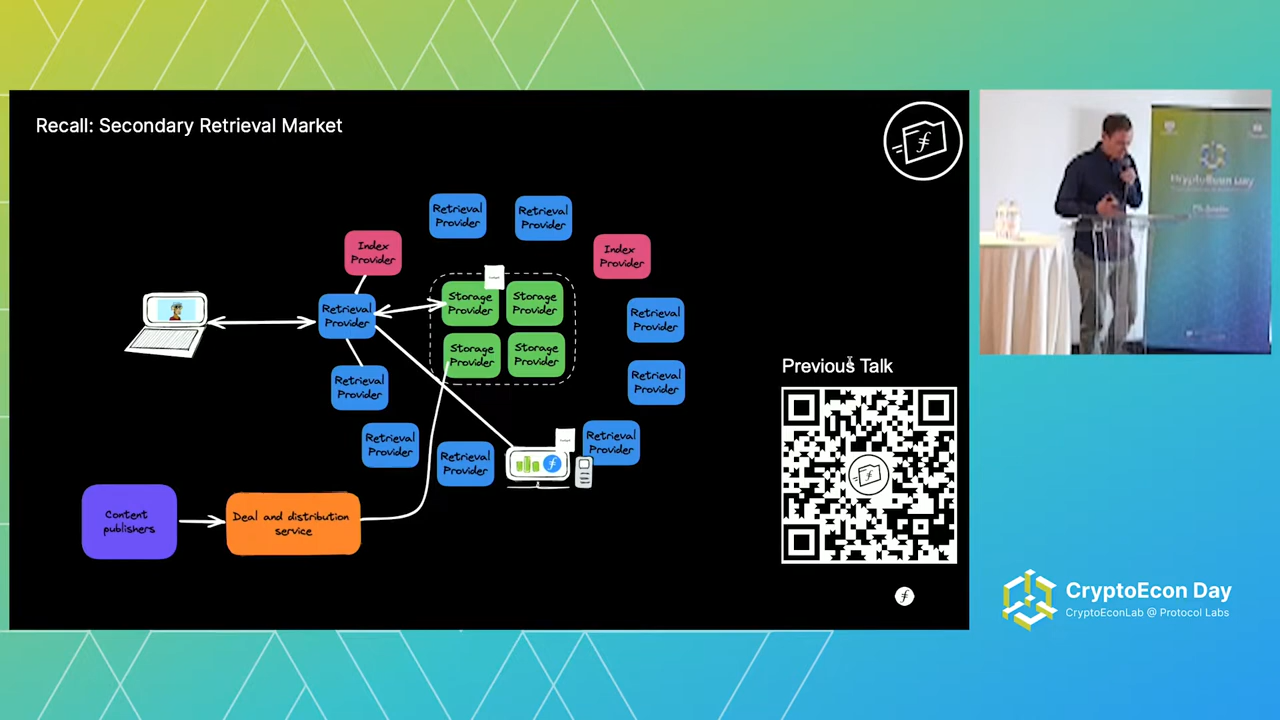 Recall: Secondary Retrieval Market
Retrieval
Provider
Retrieval
Provider
Index
Provider
Index
Provider
Retrieval
Provider
Storage
Provider
Storage
Provider
Storage
Provider
Storage
Provider
Retrieval
Provider
Retrieval
Provider
Retrieval
Provider
Retrieval
Provider
Retrieval
Provider
Retrieval
Provider
Content
publishers
Deal and distribution
service
Previous Talk
CryptoEcon Day
CryptoEcon Day
CryptoEconLab @ Protocol Labs